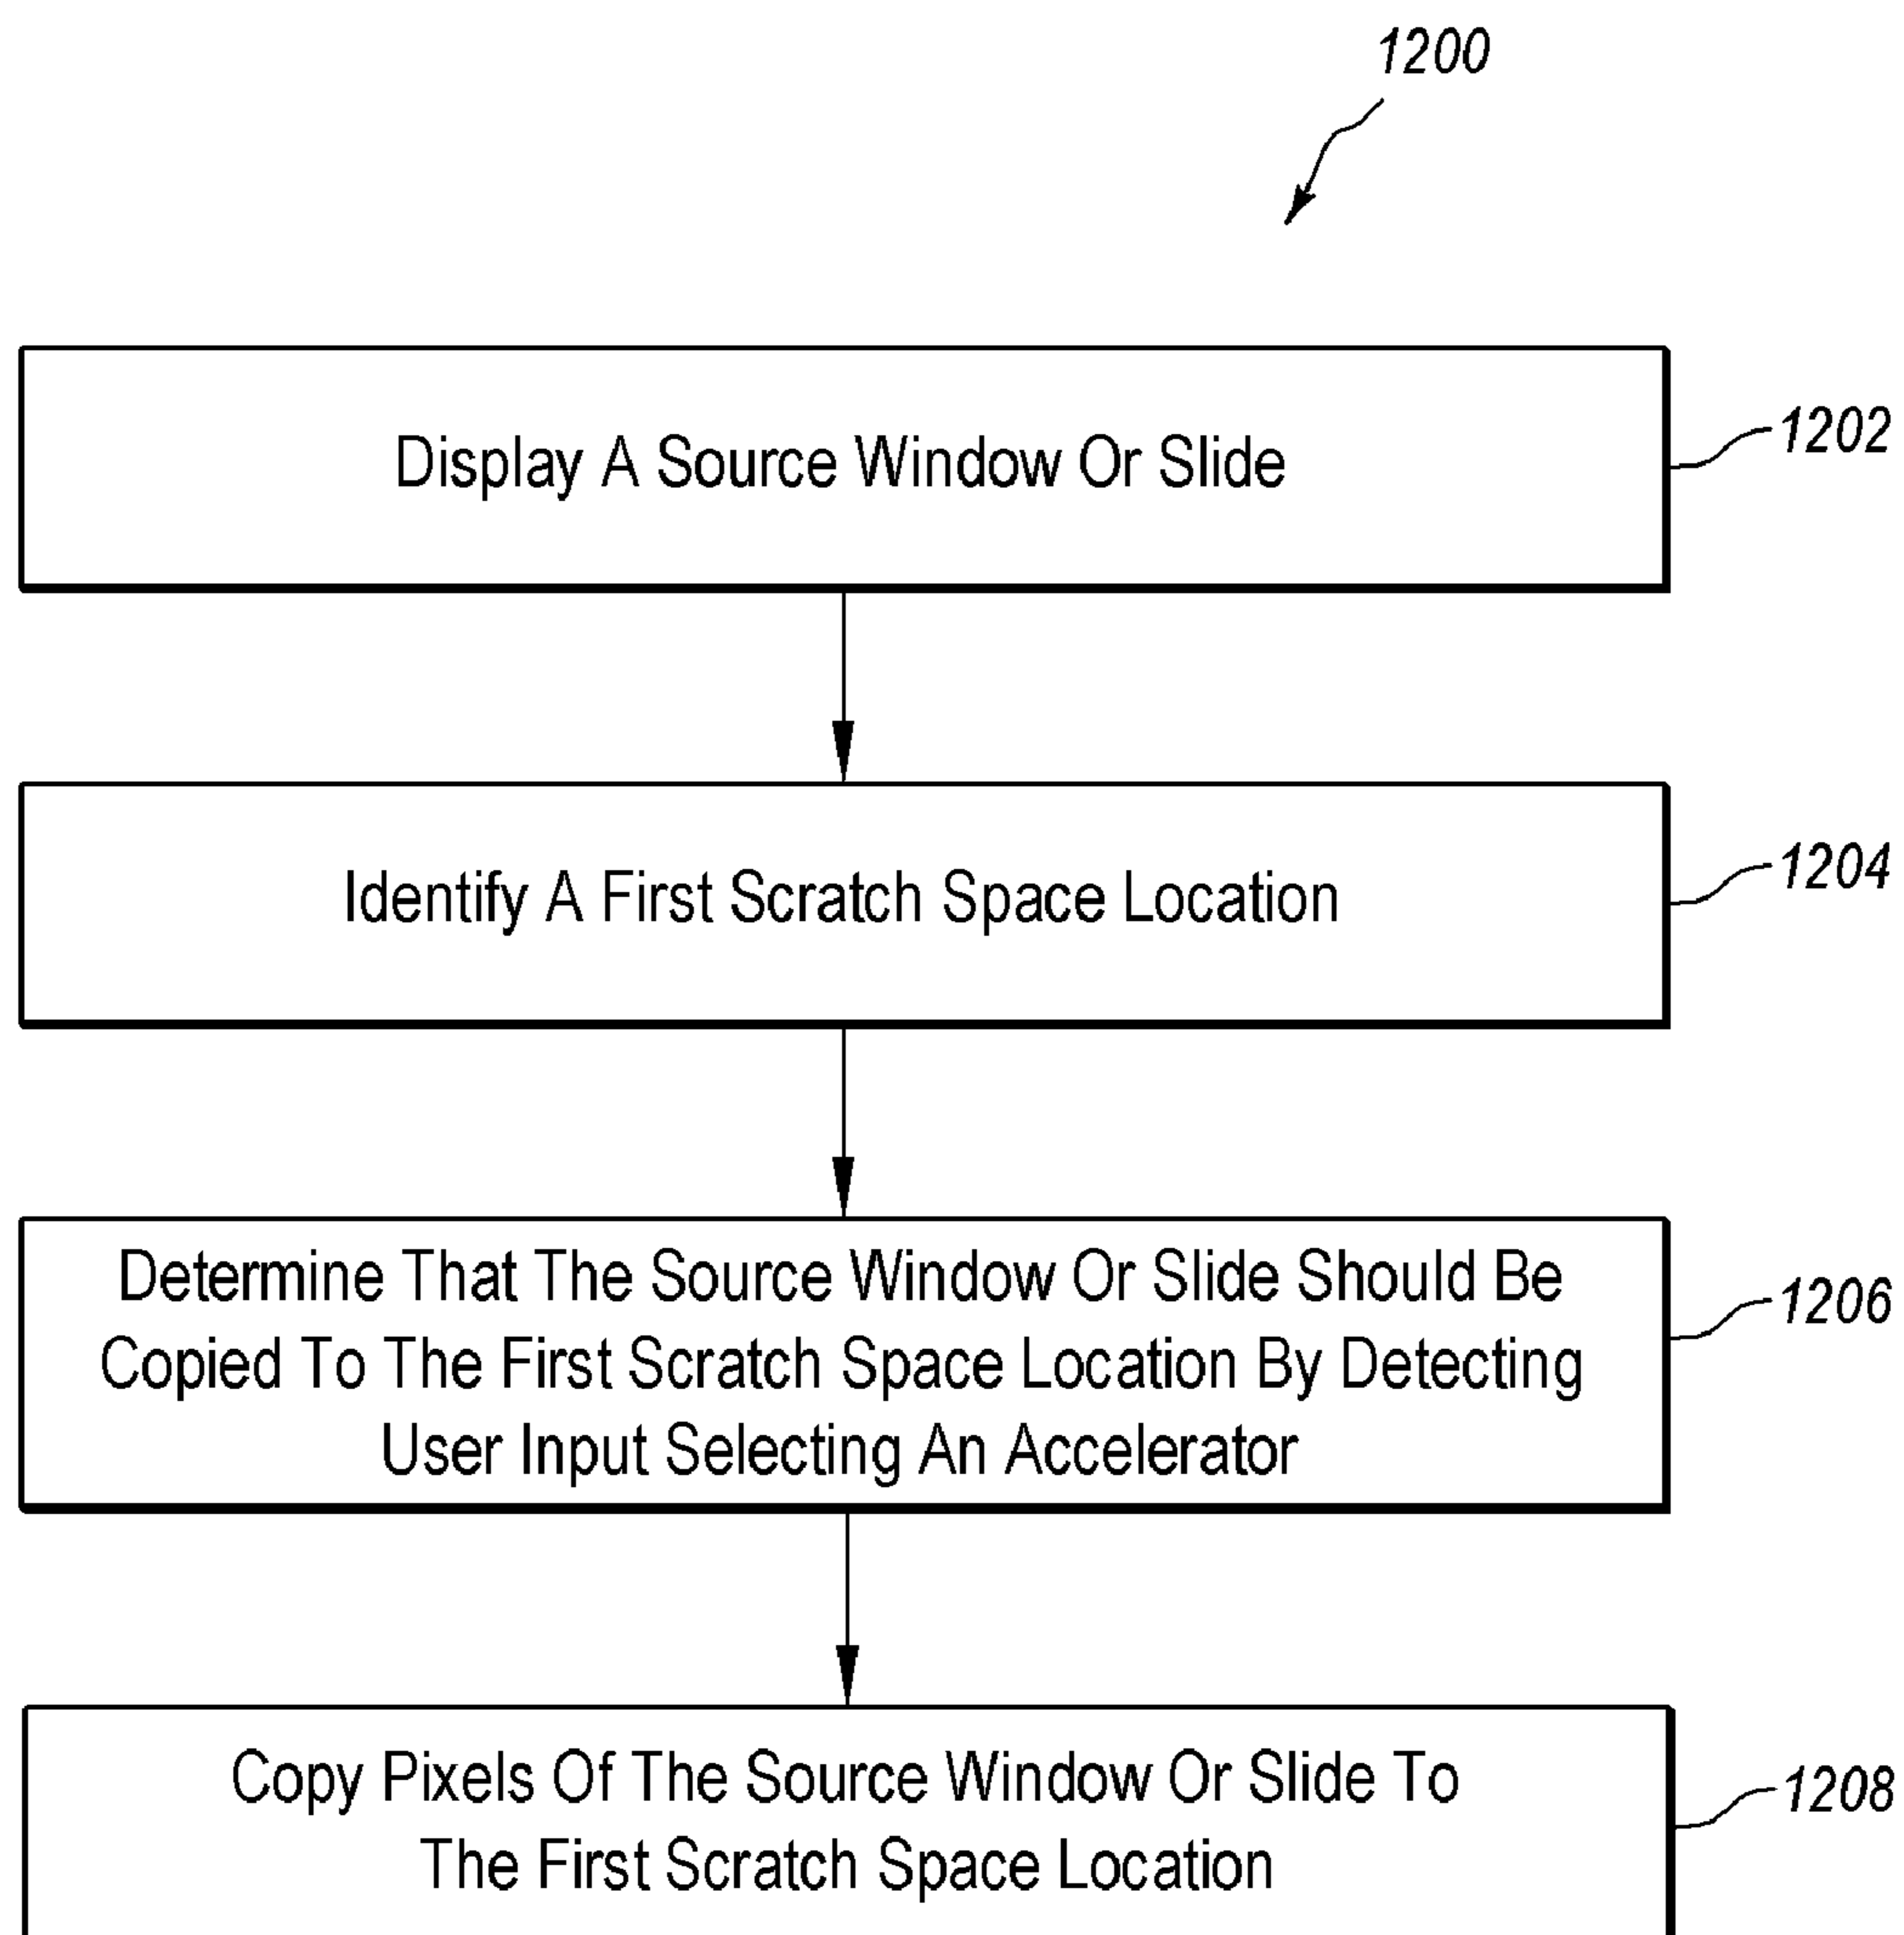 1200
Display A Source Window Or Slide
1202
Identify A First Scratch Space Location
1204
Determine That The Source Window Or Slide Should Be
Copied To The First Scratch Space Location By Detecting
User Input Selecting An Accelerator
1206
Copy Pixels Of The Source Window Or Slide To
The First Scratch Space Location
1208